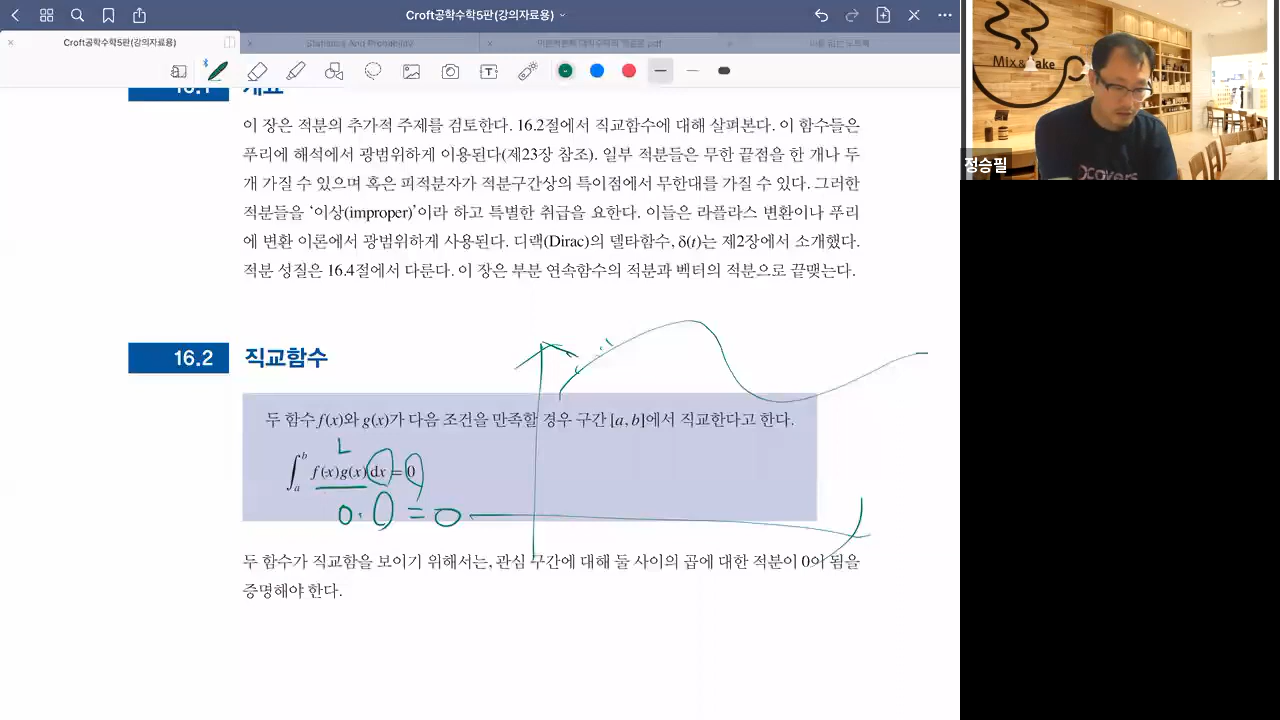 Croft공학수학5판(강의자료용)
Croft공학수학5판(강의자료용)
Statistics And Probability
16.1 개요
이 장은 적분의 추가적 주제를 검토한다. 16.2절에서 직교함수에 대해 살펴본다. 이 함수들은
푸리에 해석에서 광범위하게 이용된다(제23장 참조). 일부 적분들은 무한 끝점을 한 개나 두
개 가질 수 있으며 혹은 피적분자가 적분구간상의 특이점에서 무한대를 가질 수 있다. 그러한
적분들을 ‘이상(improper)’이라 하고 특별한 취급을 요한다. 이들은 라플라스 변환이나 푸리
에 변환 이론에서 광범위하게 사용된다. 디랙(Dirac)의 델타함수, δ(t)는 제2장에서 소개했다.
적분 성질은 16.4절에서 다룬다. 이 장은 부분 연속함수의 적분과 벡터의 적분으로 끝맺는다.
16.2 직교함수
두 함수 f(x)와 g(x)가 다음 조건을 만족할 경우 구간 [a, b]에서 직교한다고 한다.
∫_a^b f(x)g(x)dx = 0
0 · 0 = 0
두 함수가 직교함을 보이기 위해서는, 관심 구간에 대해 둘 사이의 곱에 대한 적분이 0이 됨을
증명해야 한다.
정승필